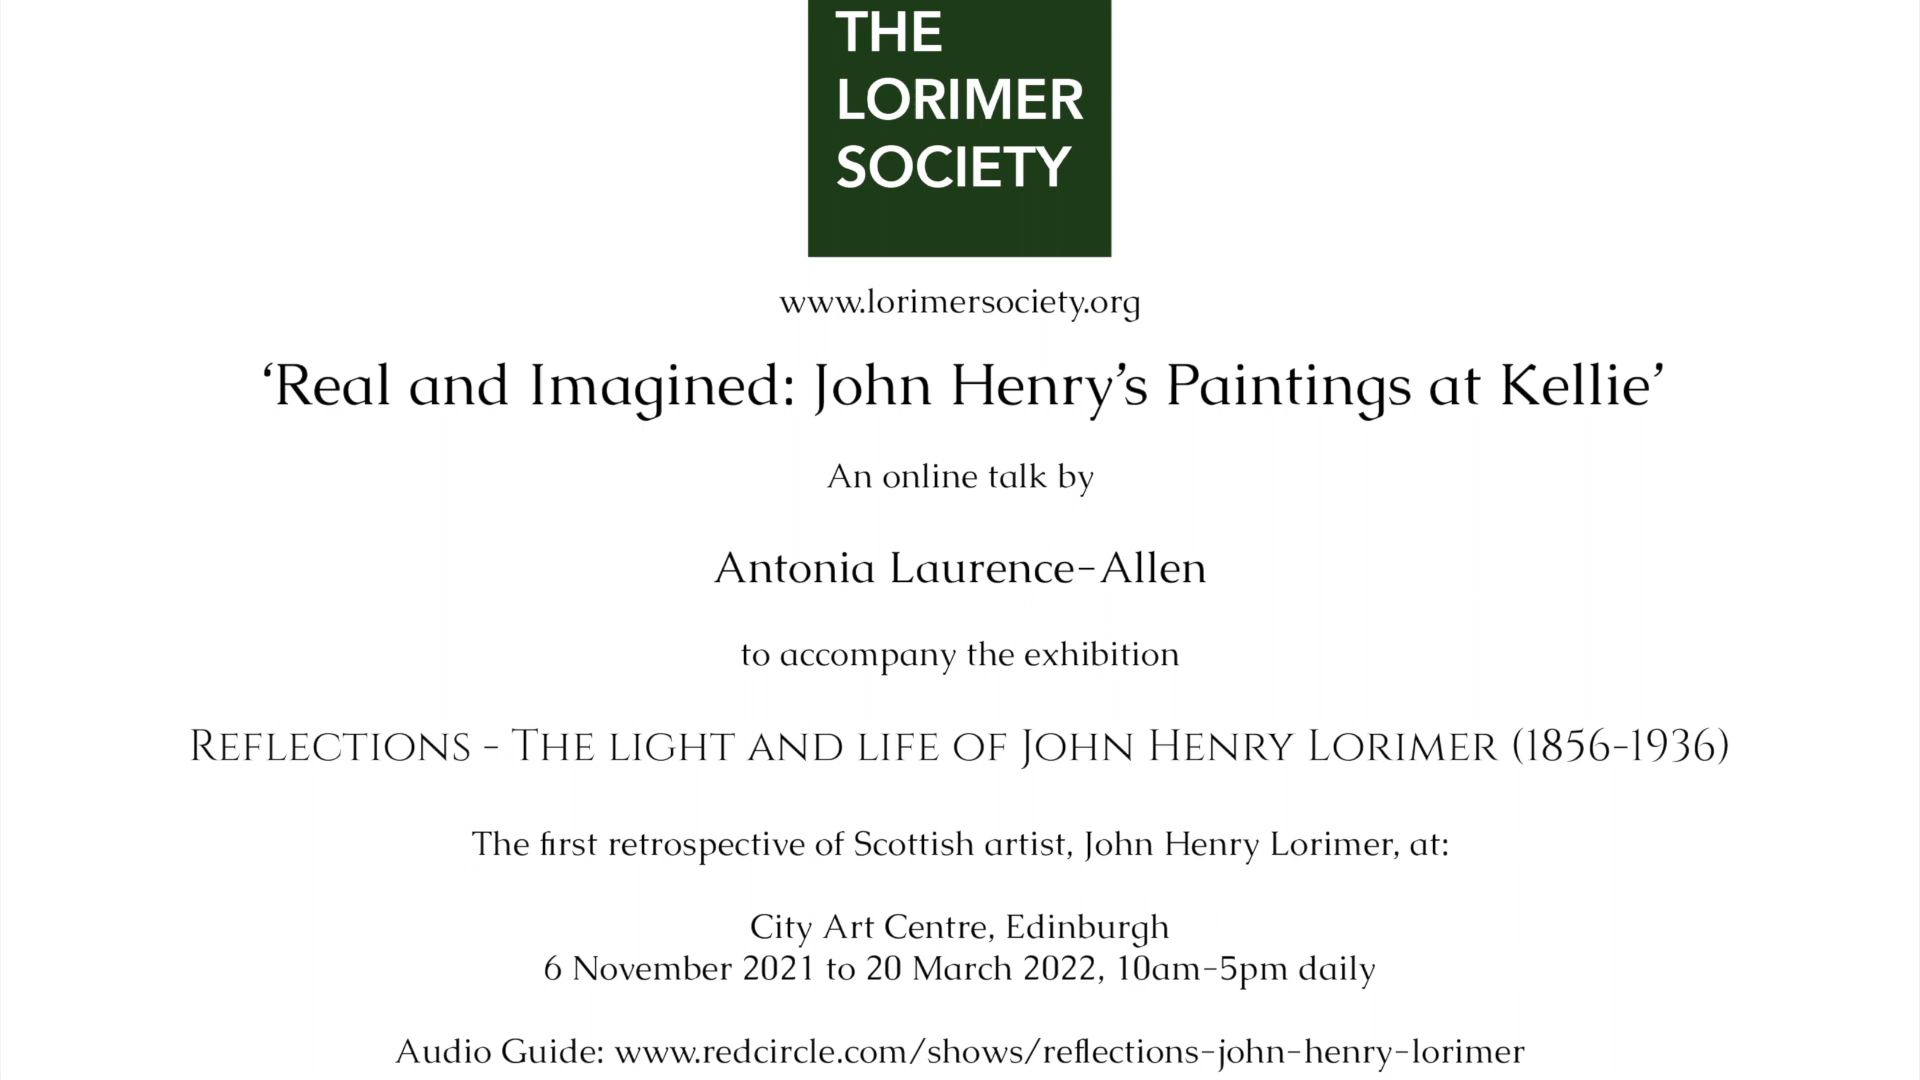 THE
LORIMER
SOCIETY
www.lorimersociety.org
‘Real and Imagined: John Henry’s Paintings at Kellie’
An online talk by
Antonia Laurence-Allen
to accompany the exhibition
Reflections - The light and life of John Henry Lorimer (1856-1936)
The first retrospective of Scottish artist, John Henry Lorimer, at:
City Art Centre, Edinburgh
6 November 2021 to 20 March 2022, 10am-5pm daily
Audio Guide: www.redcircle.com/shows/reflections-john-henry-lorimer